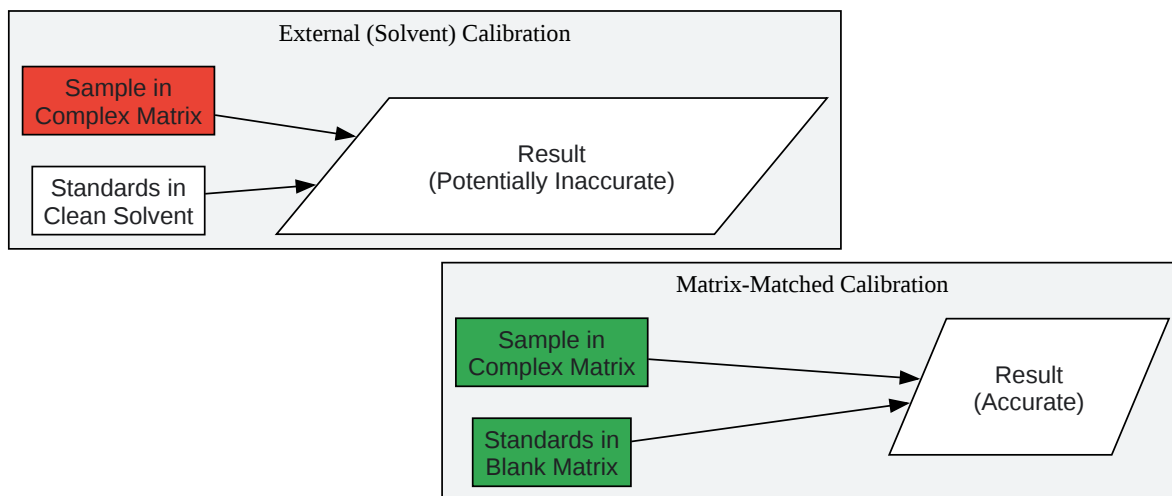 External (Solvent) Calibration
Sample in
Complex Matrix
Standards in
Clean Solvent
Result
(Potentially Inaccurate)
Matrix-Matched Calibration
Sample in
Complex Matrix
Standards in
Blank Matrix
Result
(Accurate)